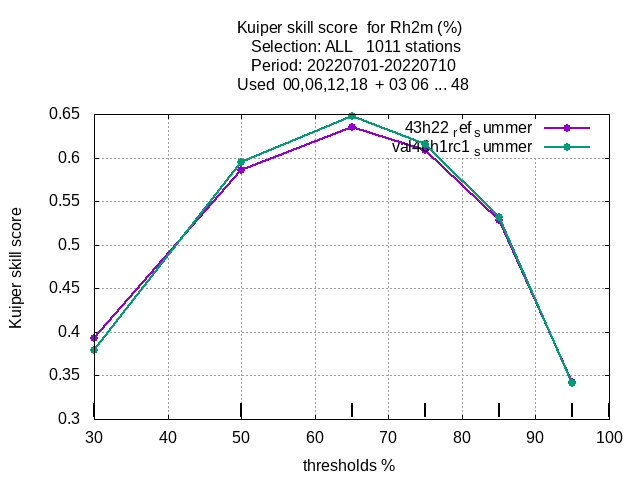 Kuiper skill score for Rh2m (%)
Selection: ALL 1011 stations
Period: 20220701-20220710
Used 00,06,12,18 + 03 06 ... 48
43h22 ref summer
h1rc1 summer
Kuiper skill score
0.65
0.6
0.55
0.5
0.45
0.4
0.35
0.3
30 40 50 60 70 80 90 100
thresholds %